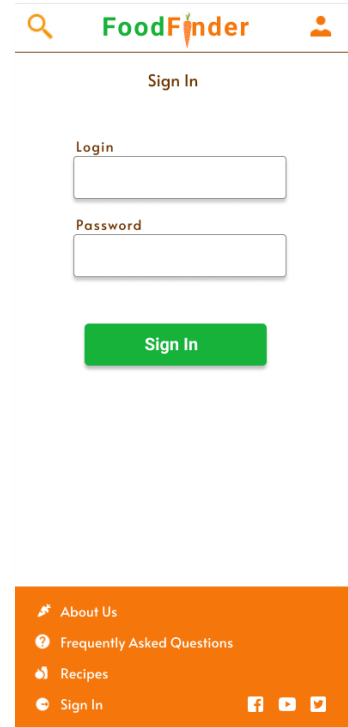 FoodFinder
Sign In
Login
Password
Sign In
About Us
Frequently Asked Questions
Recipes
Sign In